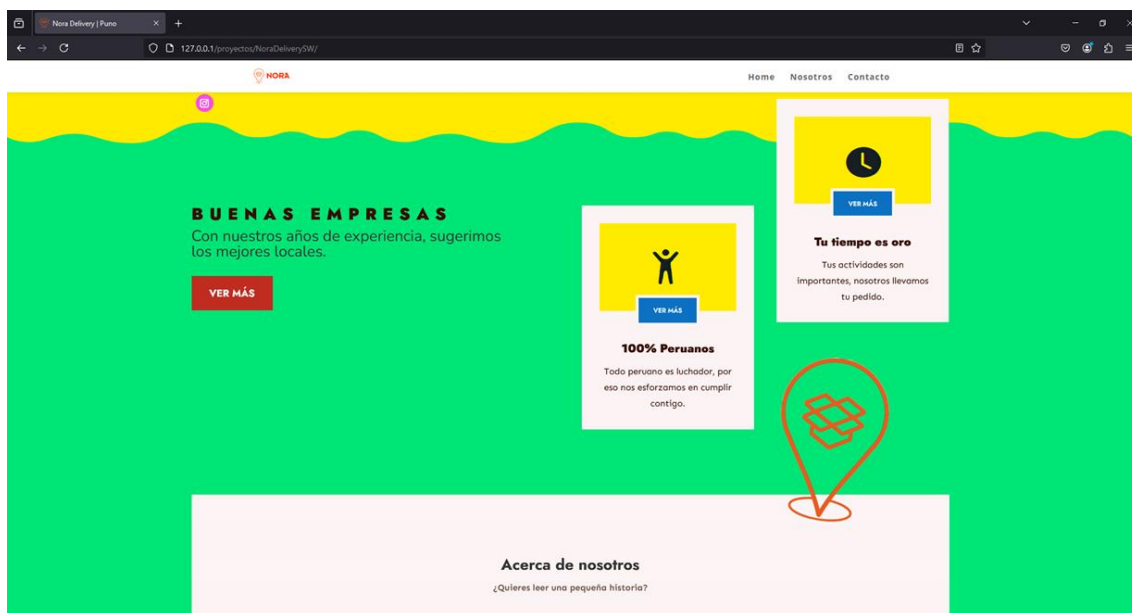 Nora Delivery | Puno
127.0.0.1/proyectos/NoraDeliverySW/
NORA
Home Nosotros Contacto
BUENAS EMPRESAS
Con nuestros años de experiencia, sugerimos
los mejores locales.
VER MÁS
VER MÁS
100% Peruanos
Todo peruano es luchador, por
eso nos esforzamos en cumplir
contigo.
VER MÁS
Tu tiempo es oro
Tus actividades son
importantes, nosotros llevamos
tu pedido.
Acerca de nosotros
¿Quieres leer una pequeña historia?